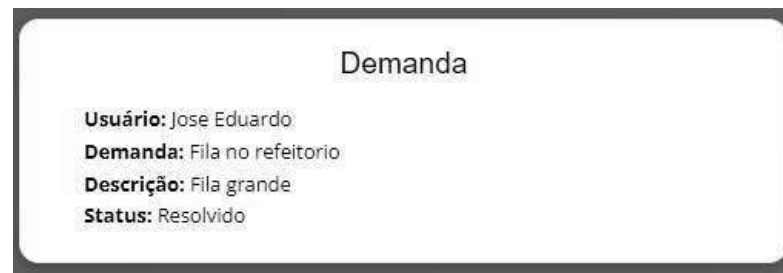 Demanda
Usuário: Jose Eduardo
Demanda: Fila no refeitorio
Descrição: Fila grande
Status: Resolvido